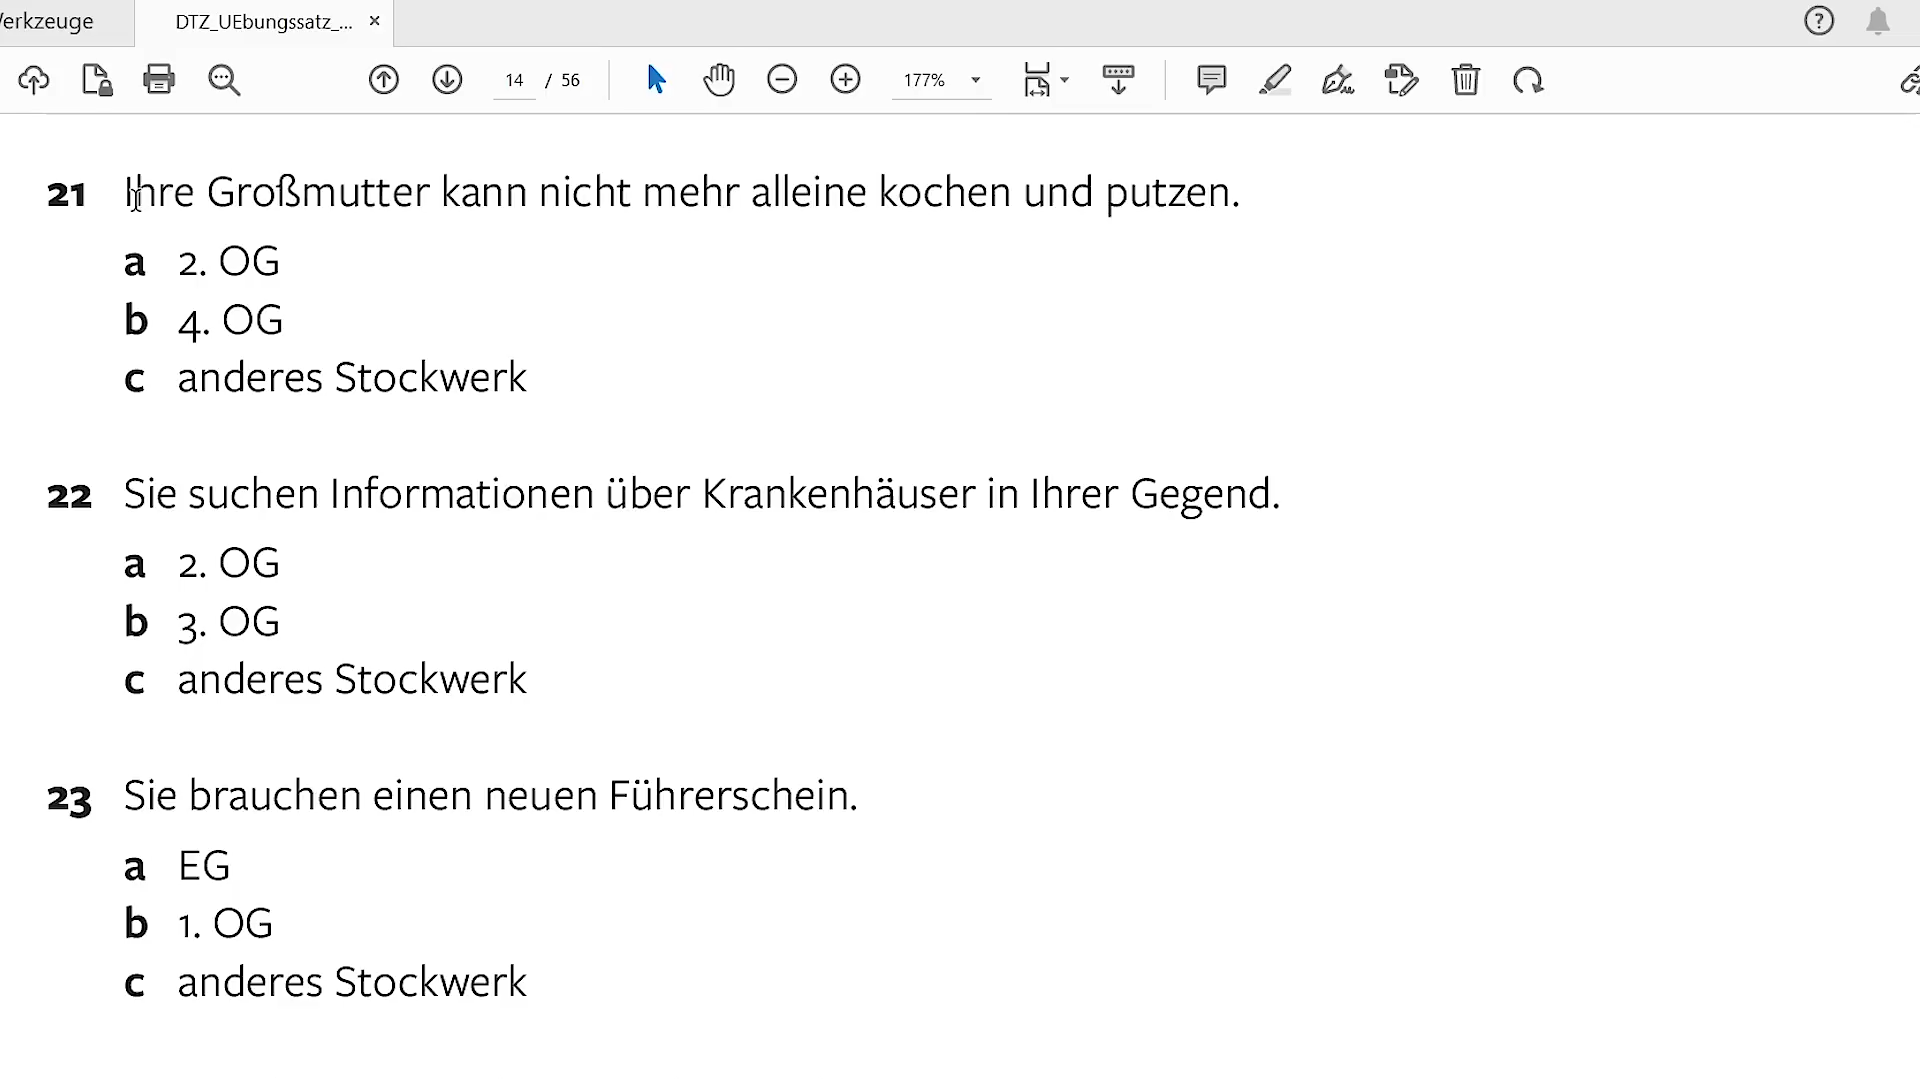 erkzeuge
DTZ_UEbungssatz_...
14 / 56
177%
21 Ihre Großmutter kann nicht mehr alleine kochen und putzen.
a 2. OG
b 4. OG
c anderes Stockwerk
22 Sie suchen Informationen über Krankenhäuser in Ihrer Gegend.
a 2. OG
b 3. OG
c anderes Stockwerk
23 Sie brauchen einen neuen Führerschein.
a EG
b 1. OG
c anderes Stockwerk